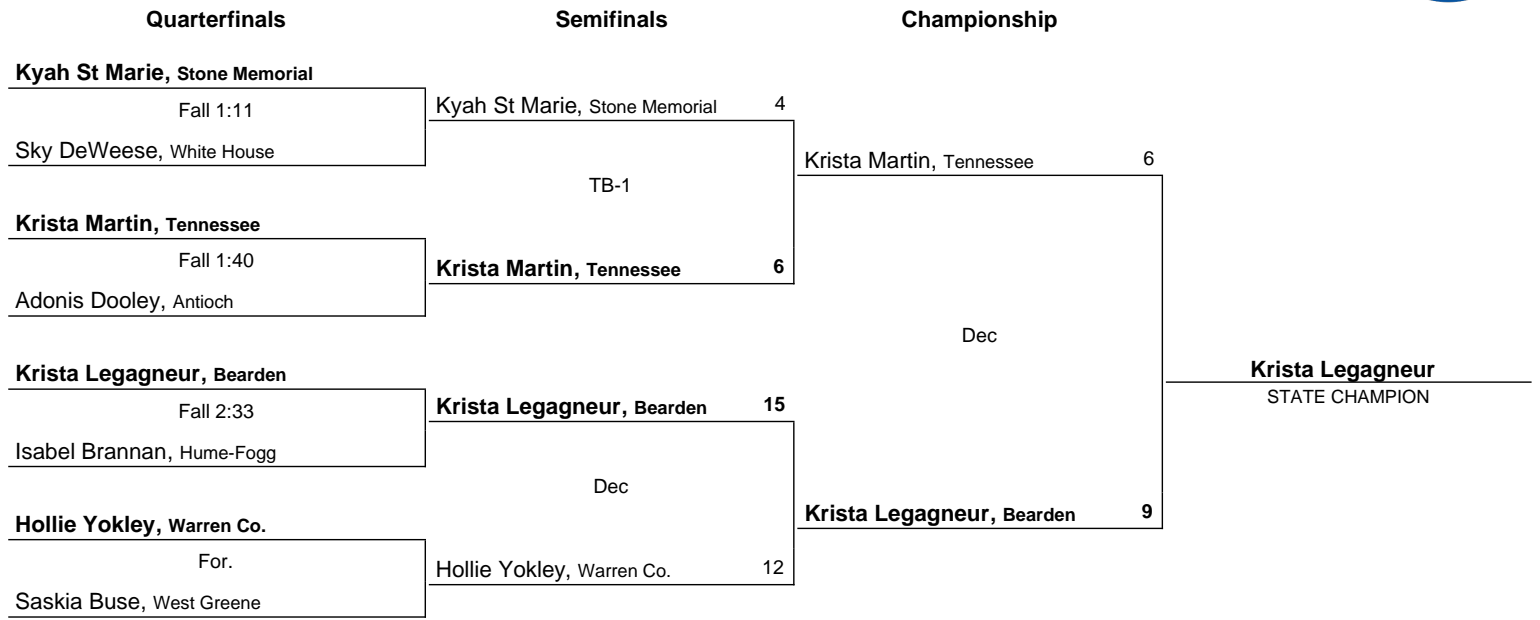 Quarterfinals Semifinals Championship
Kyah St Marie, Stone Memorial
Fall 1:11
Sky DeWeese, White House
Krista Martin, Tennessee
Fall 1:40
Adonis Dooley, Antioch
Krista Legagneur, Bearden
Fall 2:33
Isabel Brannan, Hume-Fogg
Hollie Yokley, Warren Co.
For.
Saskia Buse, West Greene
Kyah St Marie, Stone Memorial 4
TB-1
Krista Martin, Tennessee 6
Krista Legagneur, Bearden 15
Dec
Hollie Yokley, Warren Co. 12
Krista Martin, Tennessee 6
Dec
Krista Legagneur, Bearden 9
Krista Legagneur
STATE CHAMPION